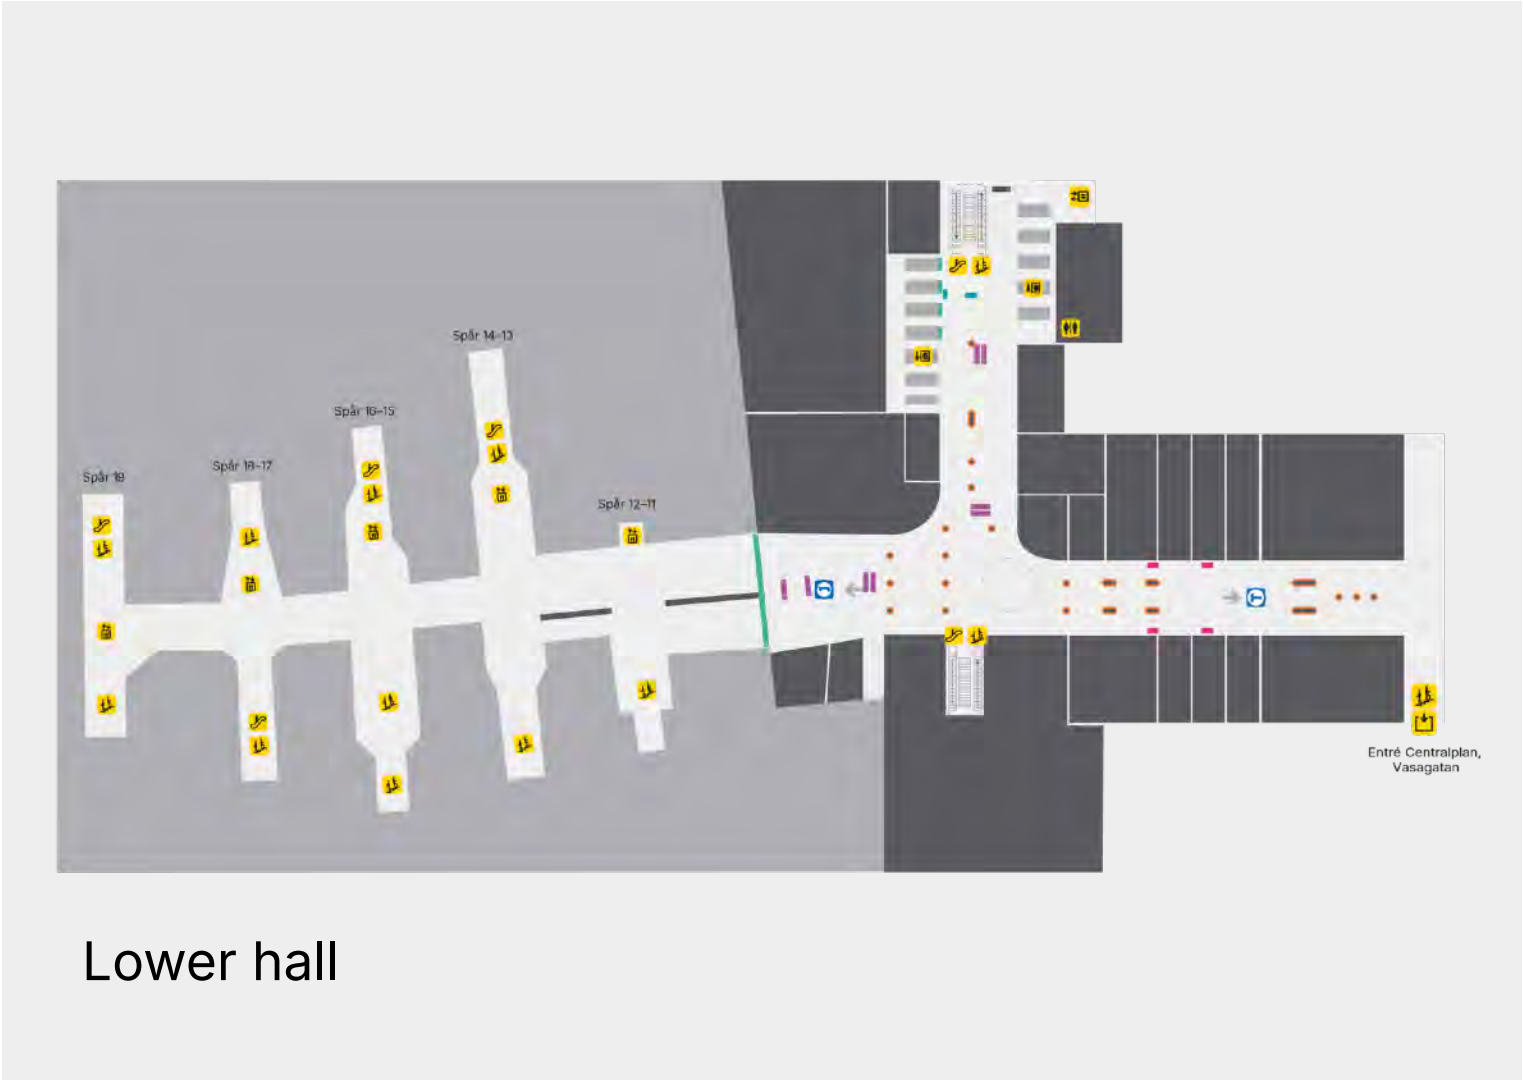 Spår 14-13
Spår 16-15
Spår 18-17
Spår 19
Spår 12-11
Entré Centralplan,
Vasagatan
Lower hall